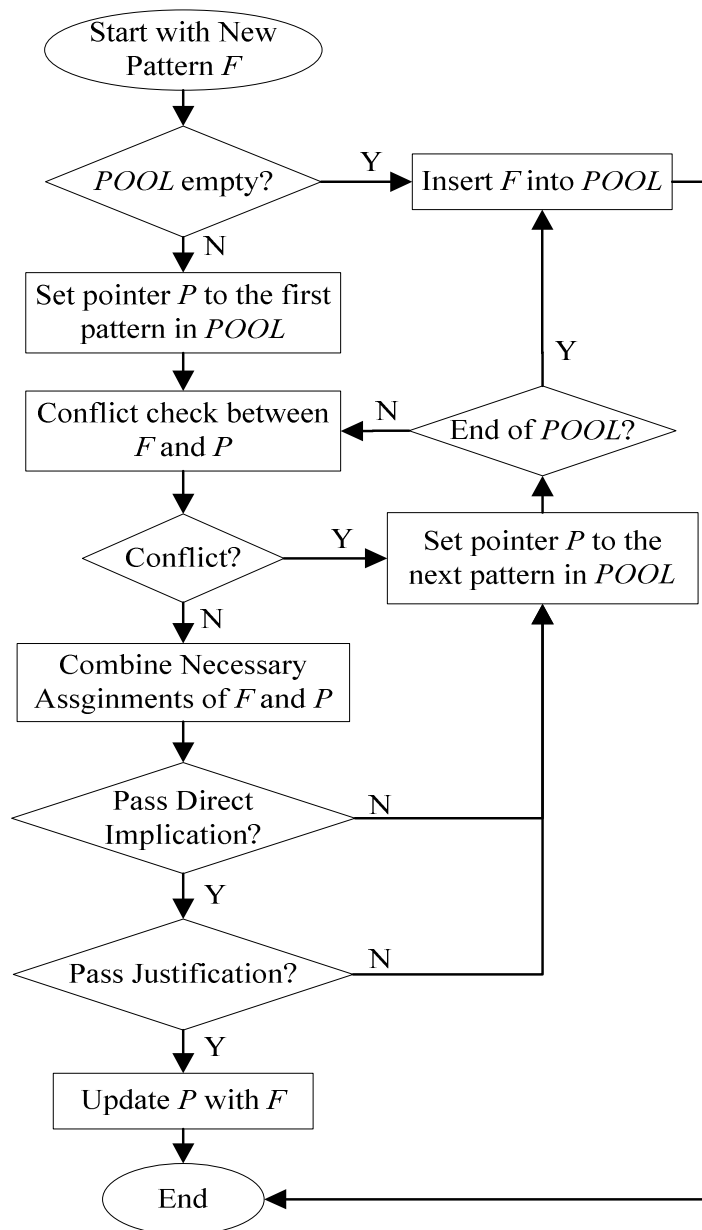 Start with New
Pattern F
POOL empty?
Y
Insert F into POOL
N
Set pointer P to the first
pattern in POOL
Y
Conflict check between
F and P
N
End of POOL?
Conflict?
Y
Set pointer P to the
next pattern in POOL
N
Combine Necessary
Assginments of F and P
Pass Direct
Implication?
N
Y
Pass Justification?
N
Y
Update P with F
End